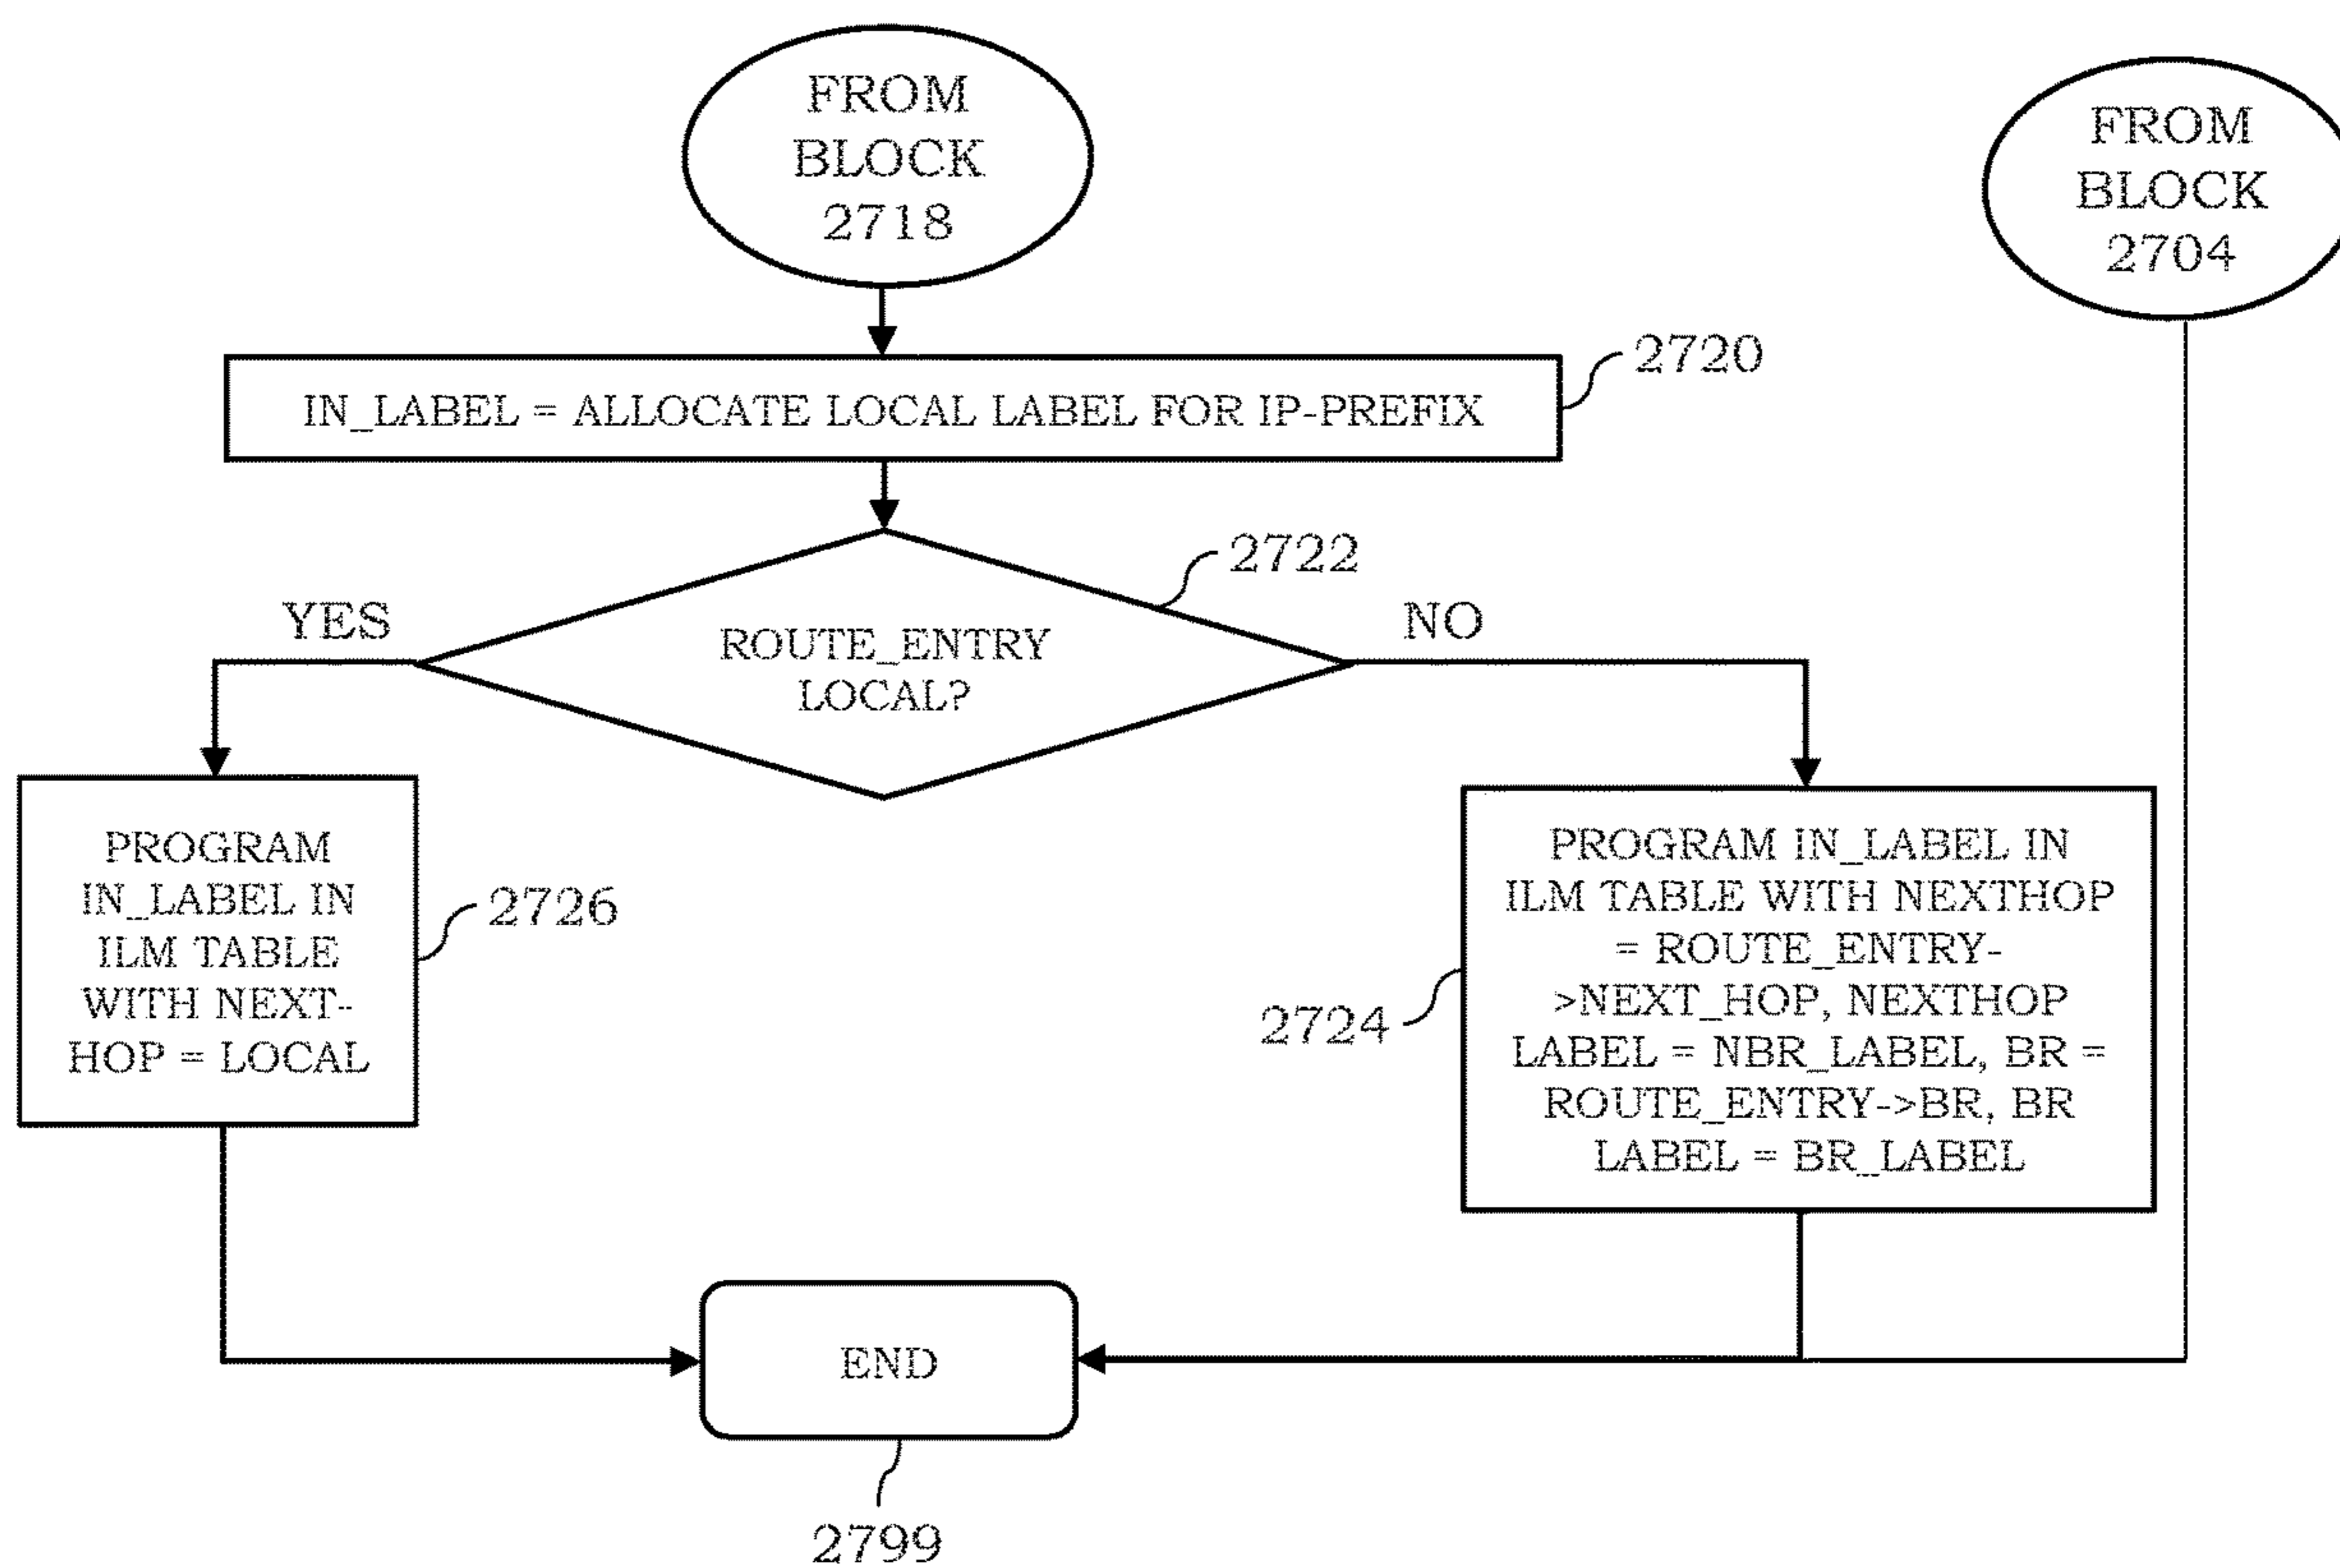 FROM
BLOCK
2718
FROM
BLOCK
2704
2720
IN_LABEL = ALLOCATE LOCAL LABEL FOR IP-PREFIX
2722
YES
NO
ROUTE_ENTRY
LOCAL?
PROGRAM
IN_LABEL IN
ILM TABLE
WITH NEXT-
HOP = LOCAL
2726
PROGRAM IN_LABEL IN
ILM TABLE WITH NEXTHOP
= ROUTE_ENTRY-
>NEXT_HOP, NEXTHOP
LABEL = NBR_LABEL, BR =
ROUTE_ENTRY->BR, BR
LABEL = BR_LABEL
2724
END
2799